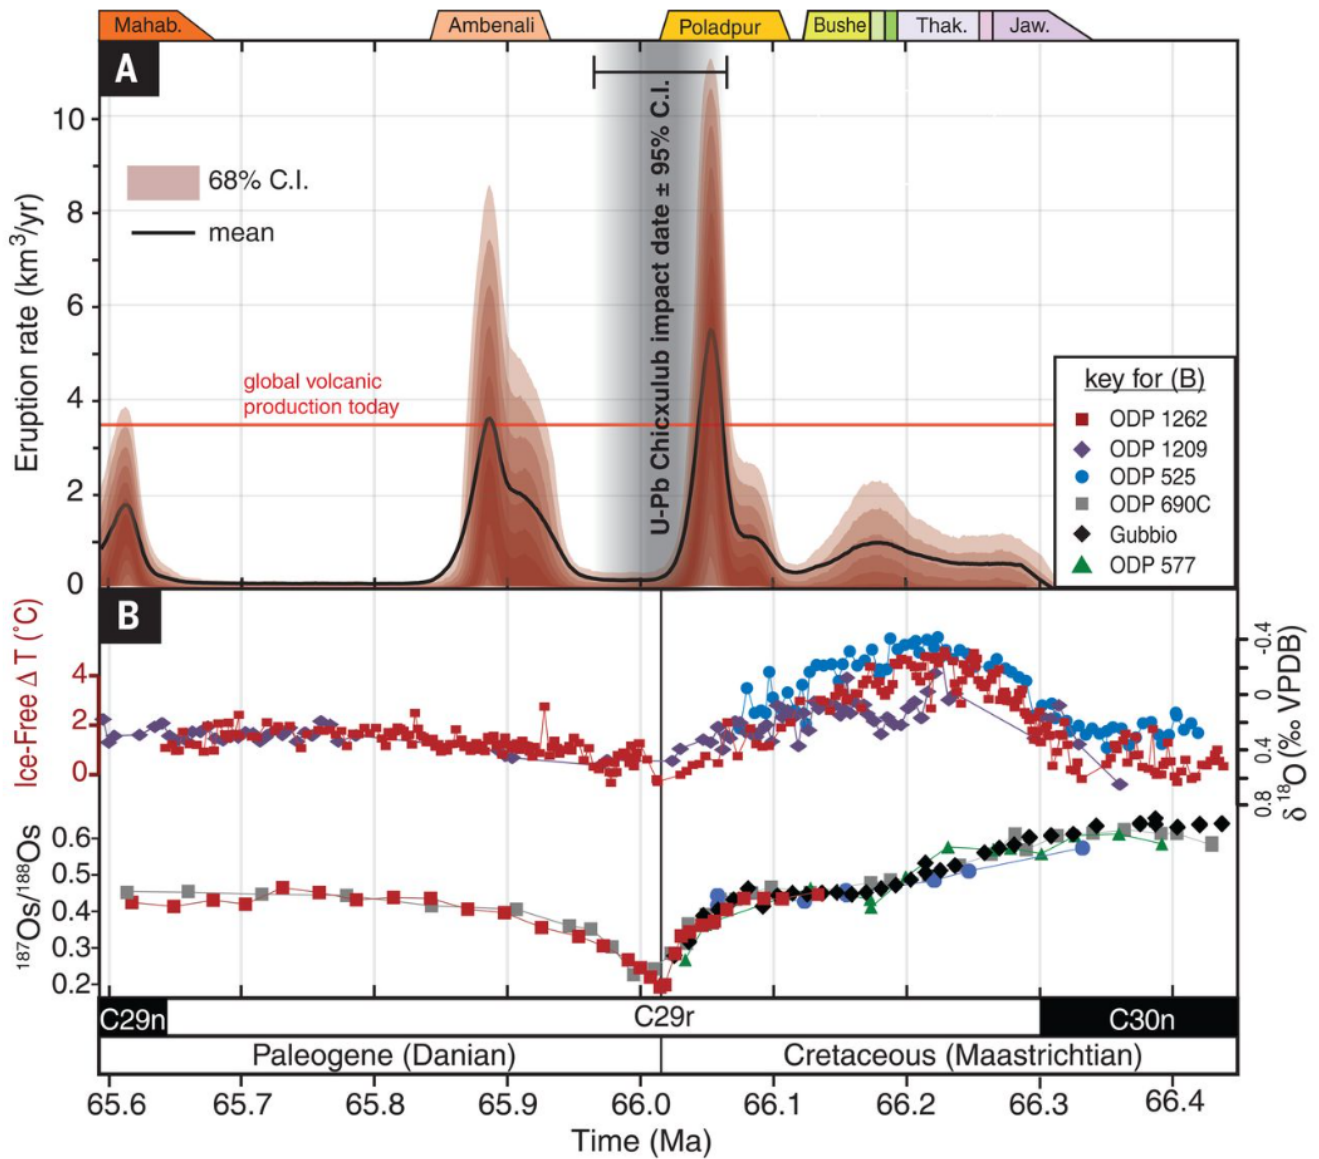 Mahab.
Ambenali
Poladpur
Bushe
Thak.
Jaw.
A
10
8
6
4
2
0
Eruption rate (km³/yr)
68% C.I.
mean
global volcanic
production today
U-Pb Chicxulub impact date ± 95% C.I.
key for (B)
ODP 1262
ODP 1209
ODP 525
ODP 690C
Gubbio
ODP 577
B
Ice-Free Δ T (˚C)
4
2
0
-0.4
0
0.4
0.8
δ¹⁸O (‰ VPDB)
¹⁸⁷Os/¹⁸⁸Os
0.6
0.5
0.4
0.3
0.2
C29n
C29r
C30n
Paleogene (Danian)
Cretaceous (Maastrichtian)
65.6
65.7
65.8
65.9
66.0
66.1
66.2
66.3
66.4
Time (Ma)